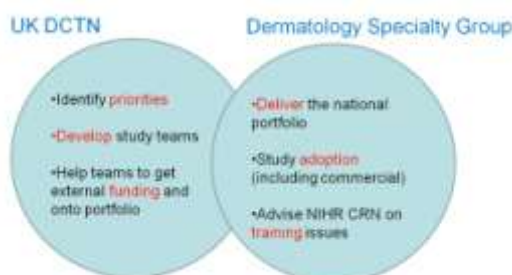 UK DCTN
Dermatology Specialty Group
•Identify priorities
•Develop study teams
•Help teams to get
external funding and
onto portfolio
•Deliver the national
portfolio
•Study adoption
(including commercial)
•Advise NIHR CRN on
training issues